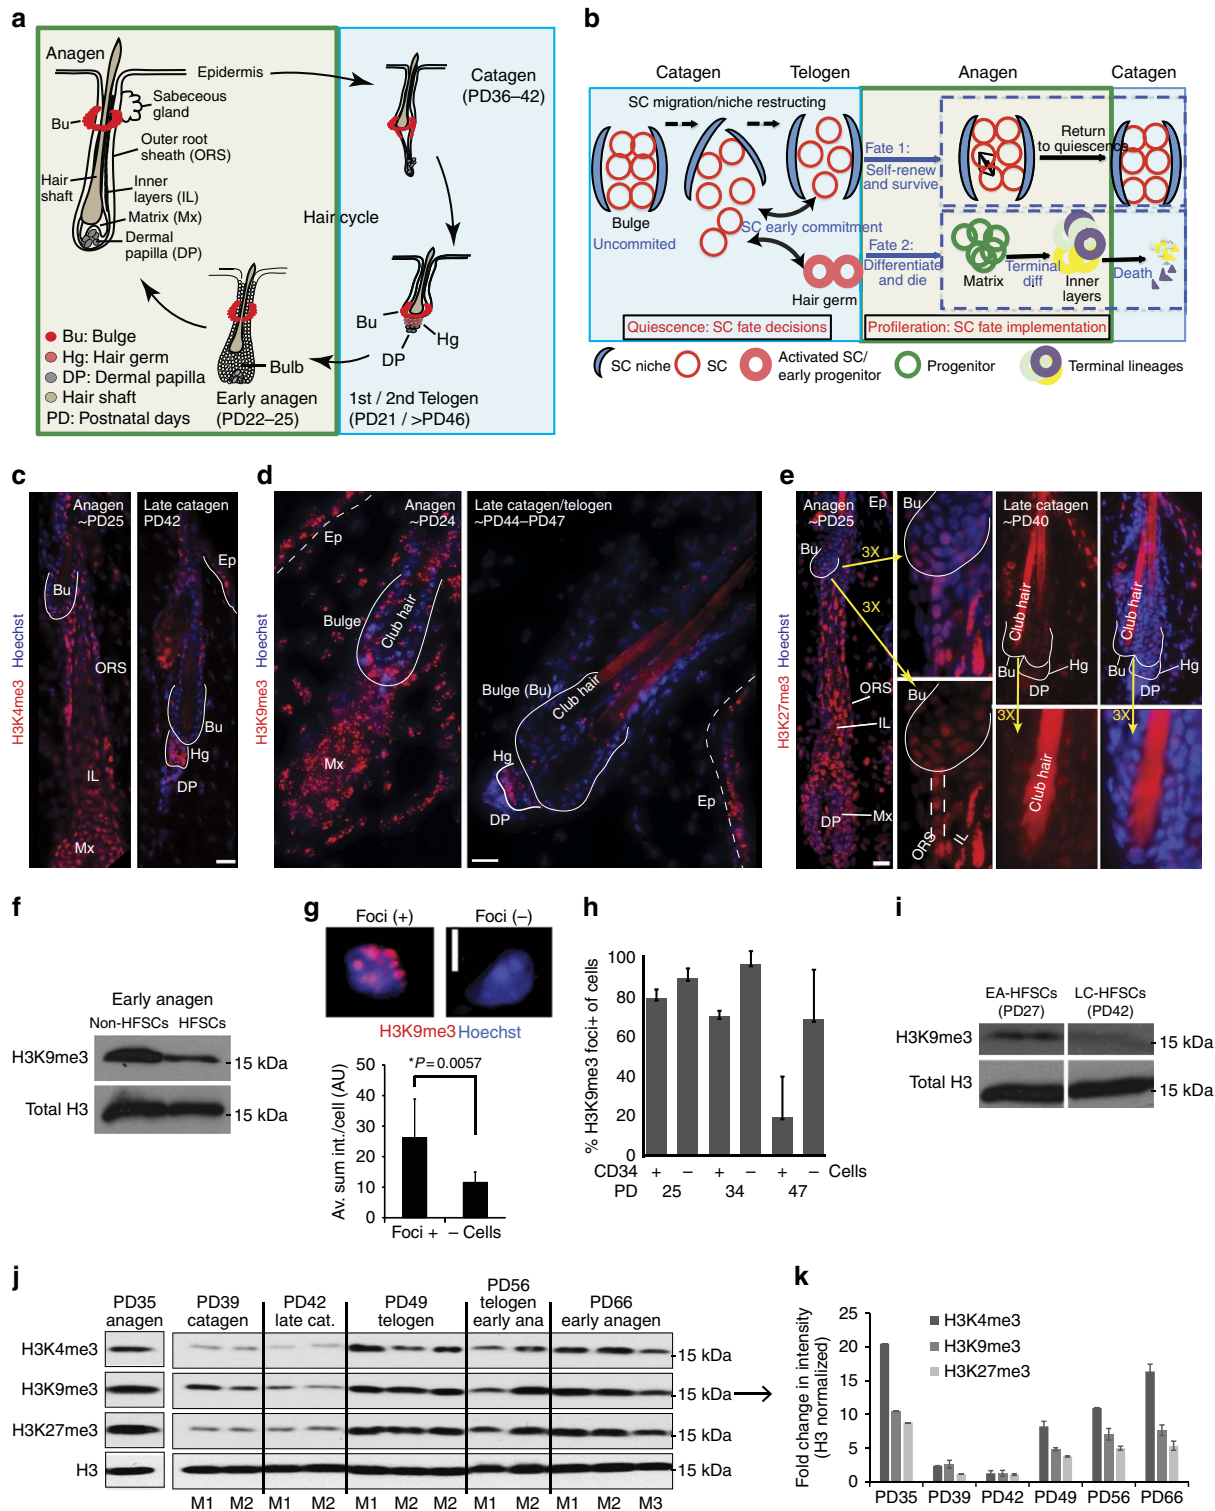 a
Anagen
Epidermis
Sabeceous
gland
Bu
Outer root
sheath (ORS)
Hair
shaft
Inner
layers (IL)
Matrix (Mx)
Dermal
papilla (DP)
Hair cycle
Catagen
(PD36–42)
Bu
Hg
DP
Bulb
Bu: Bulge
Hg: Hair germ
DP: Dermal papilla
Hair shaft
PD: Postnatal days
Early anagen
(PD22–25)
1st / 2nd Telogen
(PD21 / >PD46)
b
Catagen
Telogen
Anagen
Catagen
SC migration/niche restructing
Fate 1:
Self-renew
and survive
Return
to quiescence
Bulge
Uncommited
SC early commitment
Fate 2:
Differentiate
and die
Hair germ
Matrix
Terminal
diff
Inner
layers
Death
Quiescence: SC fate decisions
Profileration: SC fate implementation
SC niche
SC
Activated SC/
early progenitor
Progenitor
Terminal lineages
c
H3K4me3 Hoechst
Anagen
~PD25
Bu
ORS
IL
Mx
Late catagen
PD42
Ep
Bu
Hg
DP
d
H3K9me3 Hoechst
Anagen
~PD24
Ep
Bulge
Club hair
Mx
Late catagen/telogen
~PD44–PD47
Bulge (Bu)
Club hair
Hg
DP
Ep
e
H3K27me3 Hoechst
Anagen
~PD25
Ep
Bu
3X
3X
ORS
IL
DP
Mx
Bu
Bu
ORS
IL
Late catagen
~PD40
Club hair
Bu
Hg
DP
3X
Club hair
Club hair
Bu
Hg
DP
3X
f
Early anagen
Non-HFSCs HFSCs
H3K9me3
15 kDa
Total H3
15 kDa
g
Foci (+)
Foci (–)
H3K9me3 Hoechst
Av. sum int./cell (AU)
50
40
30
20
10
0
*P = 0.0057
Foci + – Cells
h
% H3K9me3 foci+ of cells
100
80
60
40
20
0
CD34 + – + – + – Cells
PD 25 34 47
i
EA-HFSCs
(PD27)
LC-HFSCs
(PD42)
H3K9me3
15 kDa
Total H3
15 kDa
j
PD35
anagen
PD39
catagen
PD42
late cat.
PD49
telogen
PD56
telogen
early ana
PD66
early anagen
H3K4me3
15 kDa
H3K9me3
15 kDa
H3K27me3
15 kDa
H3
15 kDa
M1 M2 M1 M2 M1 M2 M2 M1 M2 M1 M2 M3
k
Fold change in intensity
(H3 normalized)
25
20
15
10
5
0
H3K4me3
H3K9me3
H3K27me3
PD35 PD39 PD42 PD49 PD56 PD66